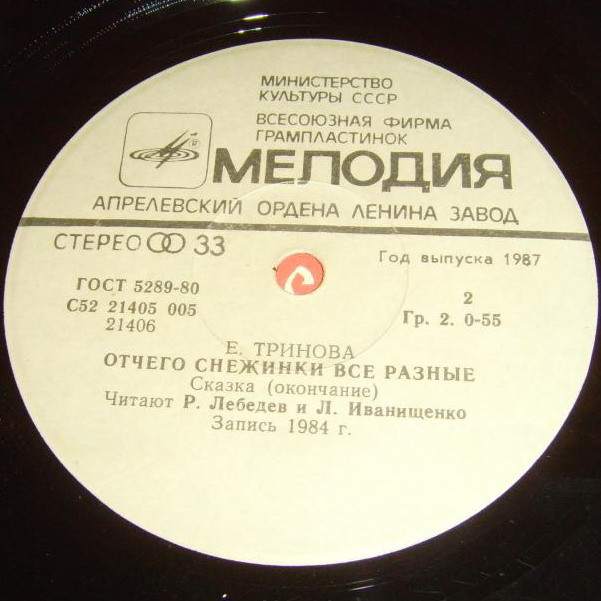 МИНИСТЕРСТВО
КУЛЬТУРЫ СССР
ВСЕСОЮЗНАЯ ФИРМА
ГРАМПЛАСТИНОК
МЕЛОДИЯ
АПРЕЛЕВСКИЙ ОРДЕНА ЛЕНИНА ЗАВОД
СТЕРЕО 33
Год выпуска 1987
ГОСТ 5289-80
С52 21405 005
21406
2
Гр. 2. 0-55
Е. ТРИНОВА
ОТЧЕГО СНЕЖИНКИ ВСЕ РАЗНЫЕ
Сказка (окончание)
Читают Р. Лебедев и Л. Иванищенко
Запись 1984 г.